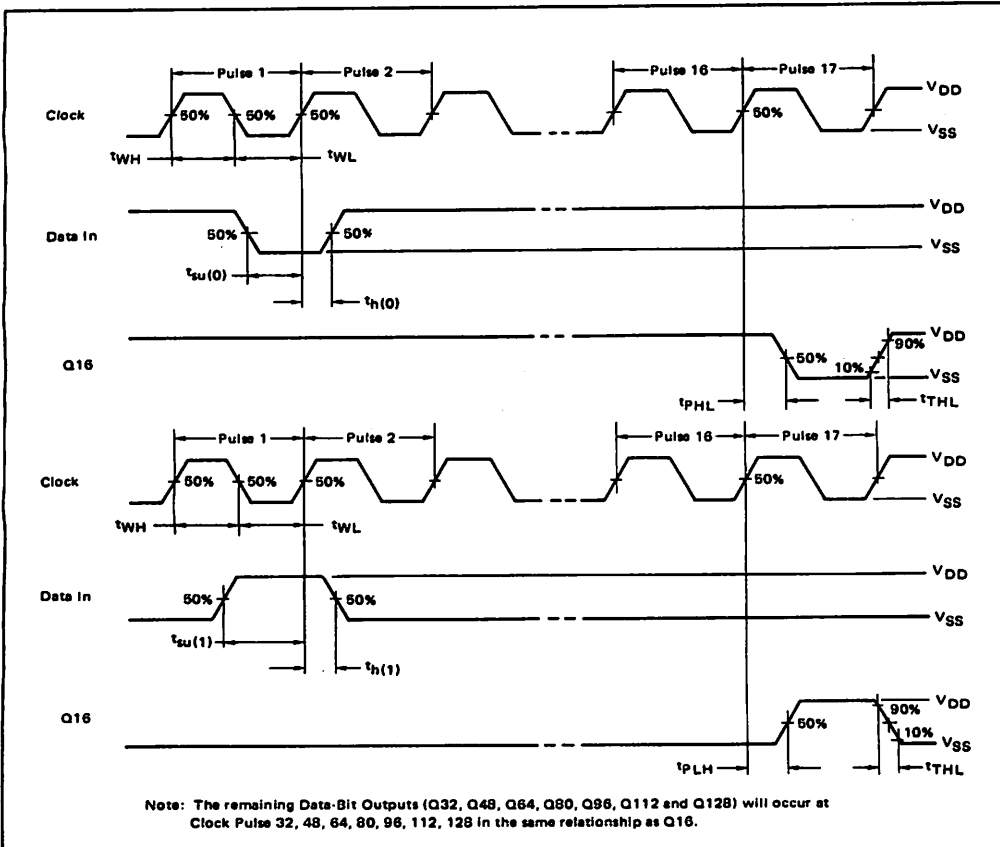 Pulse 1 Pulse 2 Pulse 16 Pulse 17
VDD
Clock 50% 50% 50% 50%
VSS
tWH tWL
VDD
Data In 50% 50%
VSS
tsu(0)
th(0)
VDD
90%
Q16 50% 10%
VSS
tPHL tTHL
Pulse 1 Pulse 2 Pulse 16 Pulse 17
VDD
Clock 50% 50% 50% 50%
VSS
tWH tWL
VDD
Data In 50% 50%
VSS
tsu(1)
th(1)
VDD
90%
Q16 50% 10%
VSS
tPLH tTHL
Note: The remaining Data-Bit Outputs (Q32, Q48, Q64, Q80, Q96, Q112 and Q128) will occur at
Clock Pulse 32, 48, 64, 80, 96, 112, 128 in the same relationship as Q16.